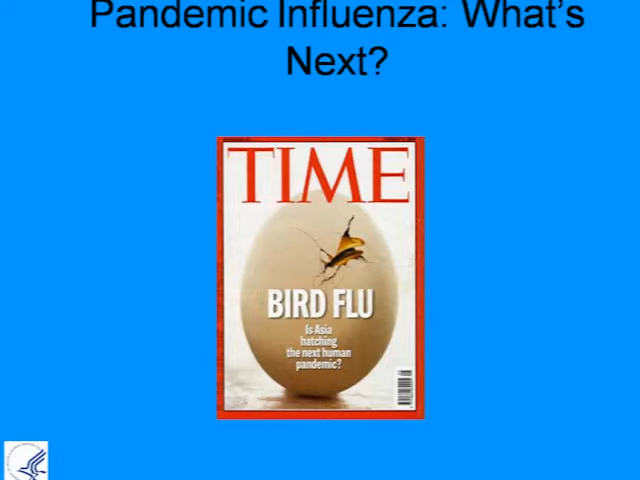 Pandemic Influenza: What's
Next?
TIME
BIRD FLU
Is Asia
hatching
the next human
pandemic?